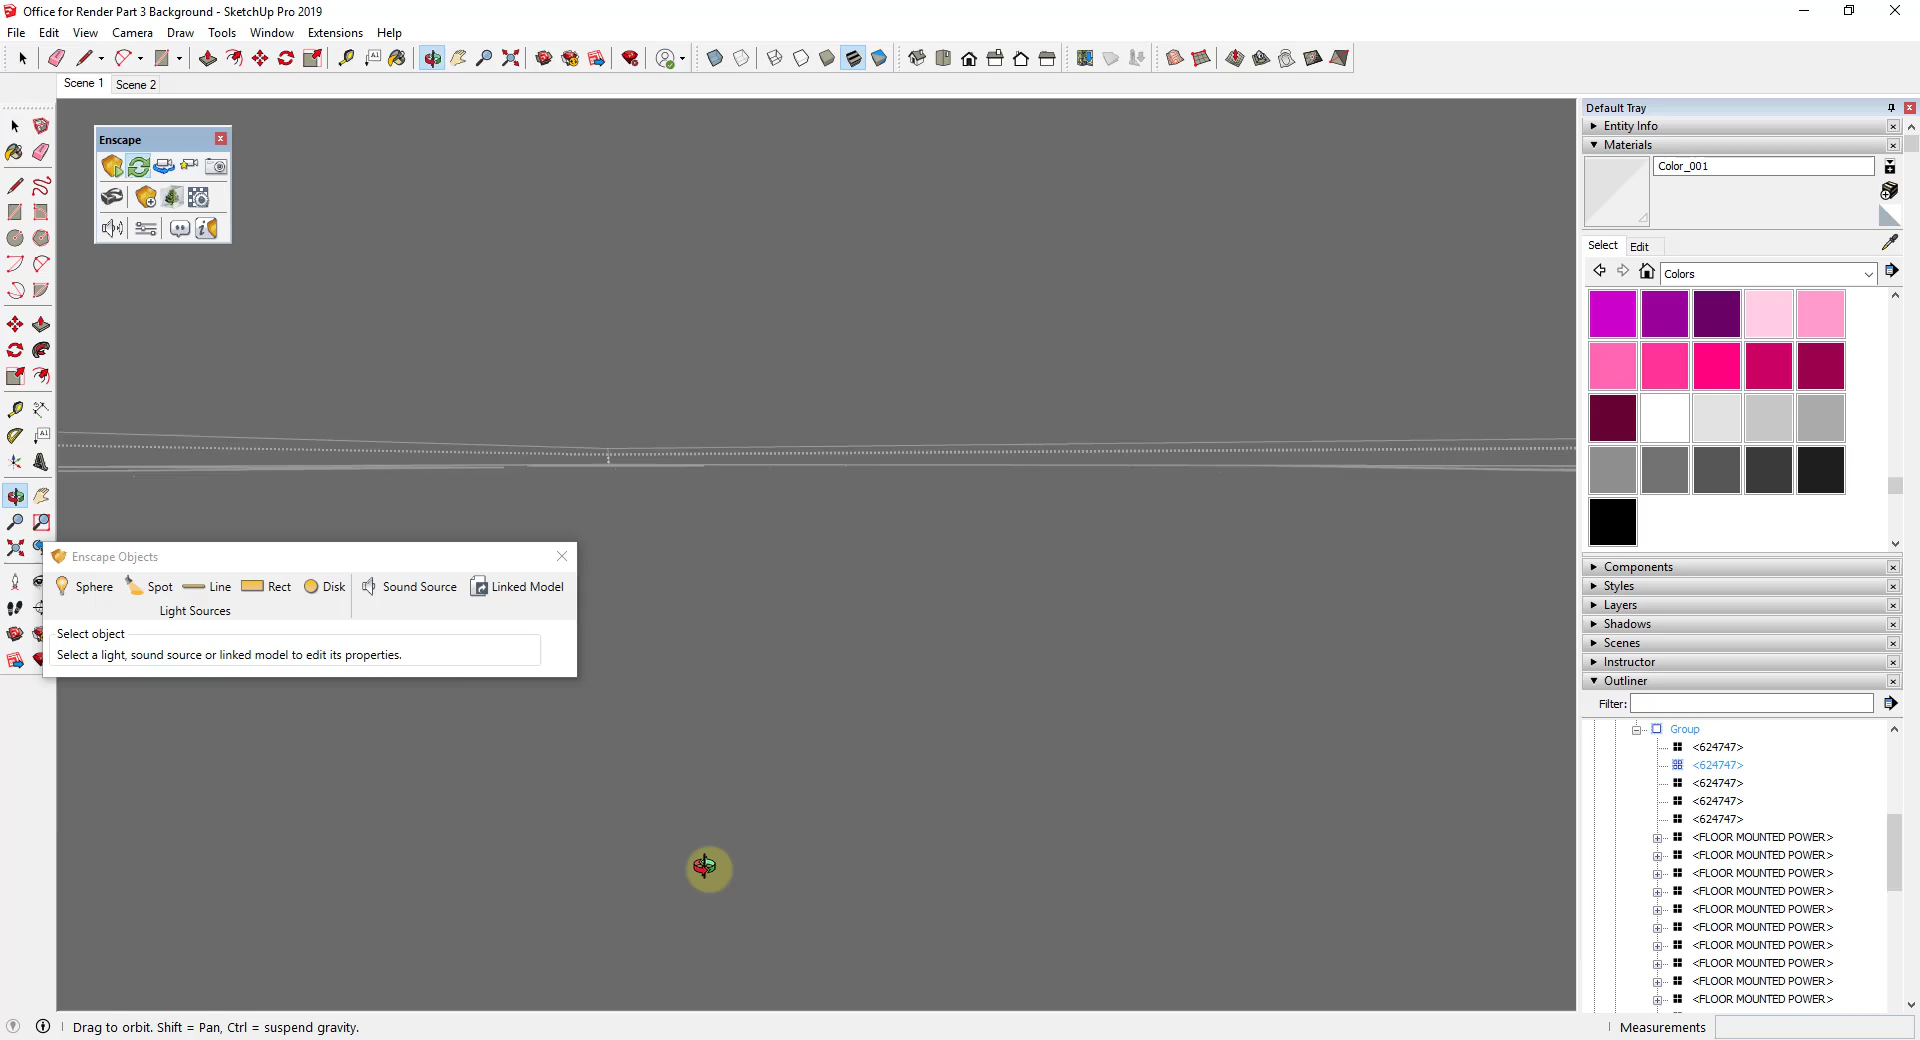 Office for Render Part 3 Background - SketchUp Pro 2019
File Edit View Camera Draw Tools Window Extensions Help
Scene 1 Scene 2
Enscape
Default Tray
Entity Info
Materials
Color_001
Select Edit
Colors
Enscape Objects
Sphere Spot Line Rect Disk Sound Source Linked Model
Light Sources
Select object
Select a light, sound source or linked model to edit its properties.
Components
Styles
Layers
Shadows
Scenes
Instructor
Outliner
Filter:
Group
<624747>
<624747>
<624747>
<624747>
<624747>
<FLOOR MOUNTED POWER>
<FLOOR MOUNTED POWER>
<FLOOR MOUNTED POWER>
<FLOOR MOUNTED POWER>
<FLOOR MOUNTED POWER>
<FLOOR MOUNTED POWER>
<FLOOR MOUNTED POWER>
<FLOOR MOUNTED POWER>
<FLOOR MOUNTED POWER>
<FLOOR MOUNTED POWER>
Drag to orbit. Shift = Pan, Ctrl = suspend gravity.
Measurements